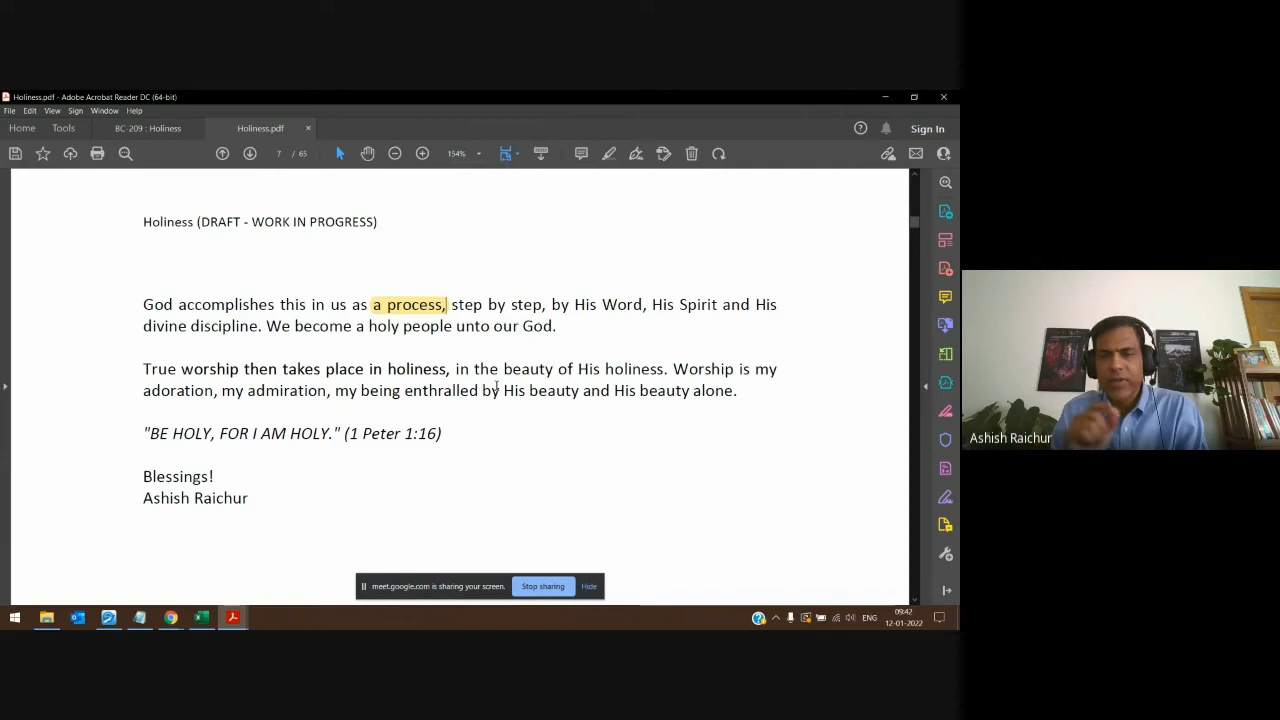 Holiness.pdf - Adobe Acrobat Reader DC (64-bit)
File Edit View Sign Window Help
Home Tools BC-209 : Holiness Holiness.pdf × Sign In
7 / 65 154%
Holiness (DRAFT - WORK IN PROGRESS)
God accomplishes this in us as a process, step by step, by His Word, His Spirit and His
divine discipline. We become a holy people unto our God.
True worship then takes place in holiness, in the beauty of His holiness. Worship is my
adoration, my admiration, my being enthralled by His beauty and His beauty alone.
"BE HOLY, FOR I AM HOLY." (1 Peter 1:16)
Blessings!
Ashish Raichur
Ashish Raichur
meet.google.com is sharing your screen. Stop sharing Hide
ENG 09:42
12-01-2022